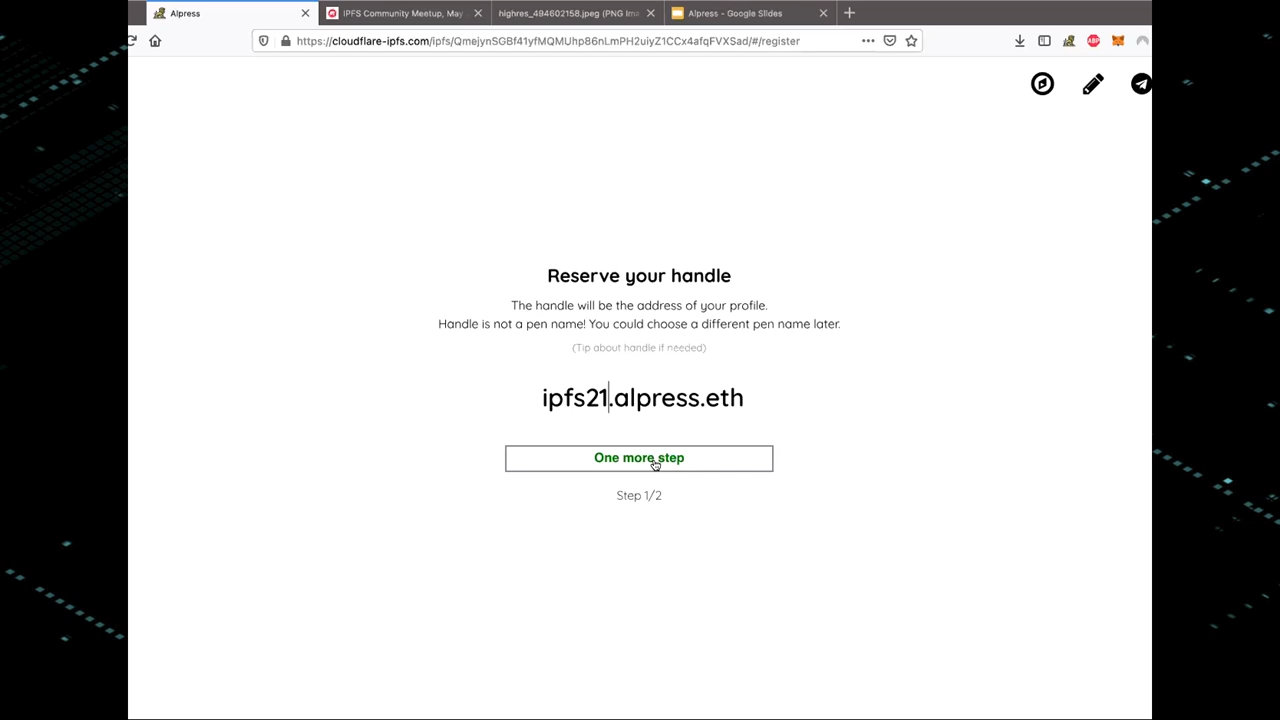 Alpress
IPFS Community Meetup, May
highres_494602158.jpeg (PNG Ima
Alpress - Google Slides
https://cloudflare-ipfs.com/ipfs/QmejynSGBf41yfMQMUhp86nLmPH2uiyZ1CCx4afqFVXSad/#/register
ABP
Reserve your handle
The handle will be the address of your profile.
Handle is not a pen name! You could choose a different pen name later.
(Tip about handle if needed)
ipfs21.alpress.eth
One more step
Step 1/2